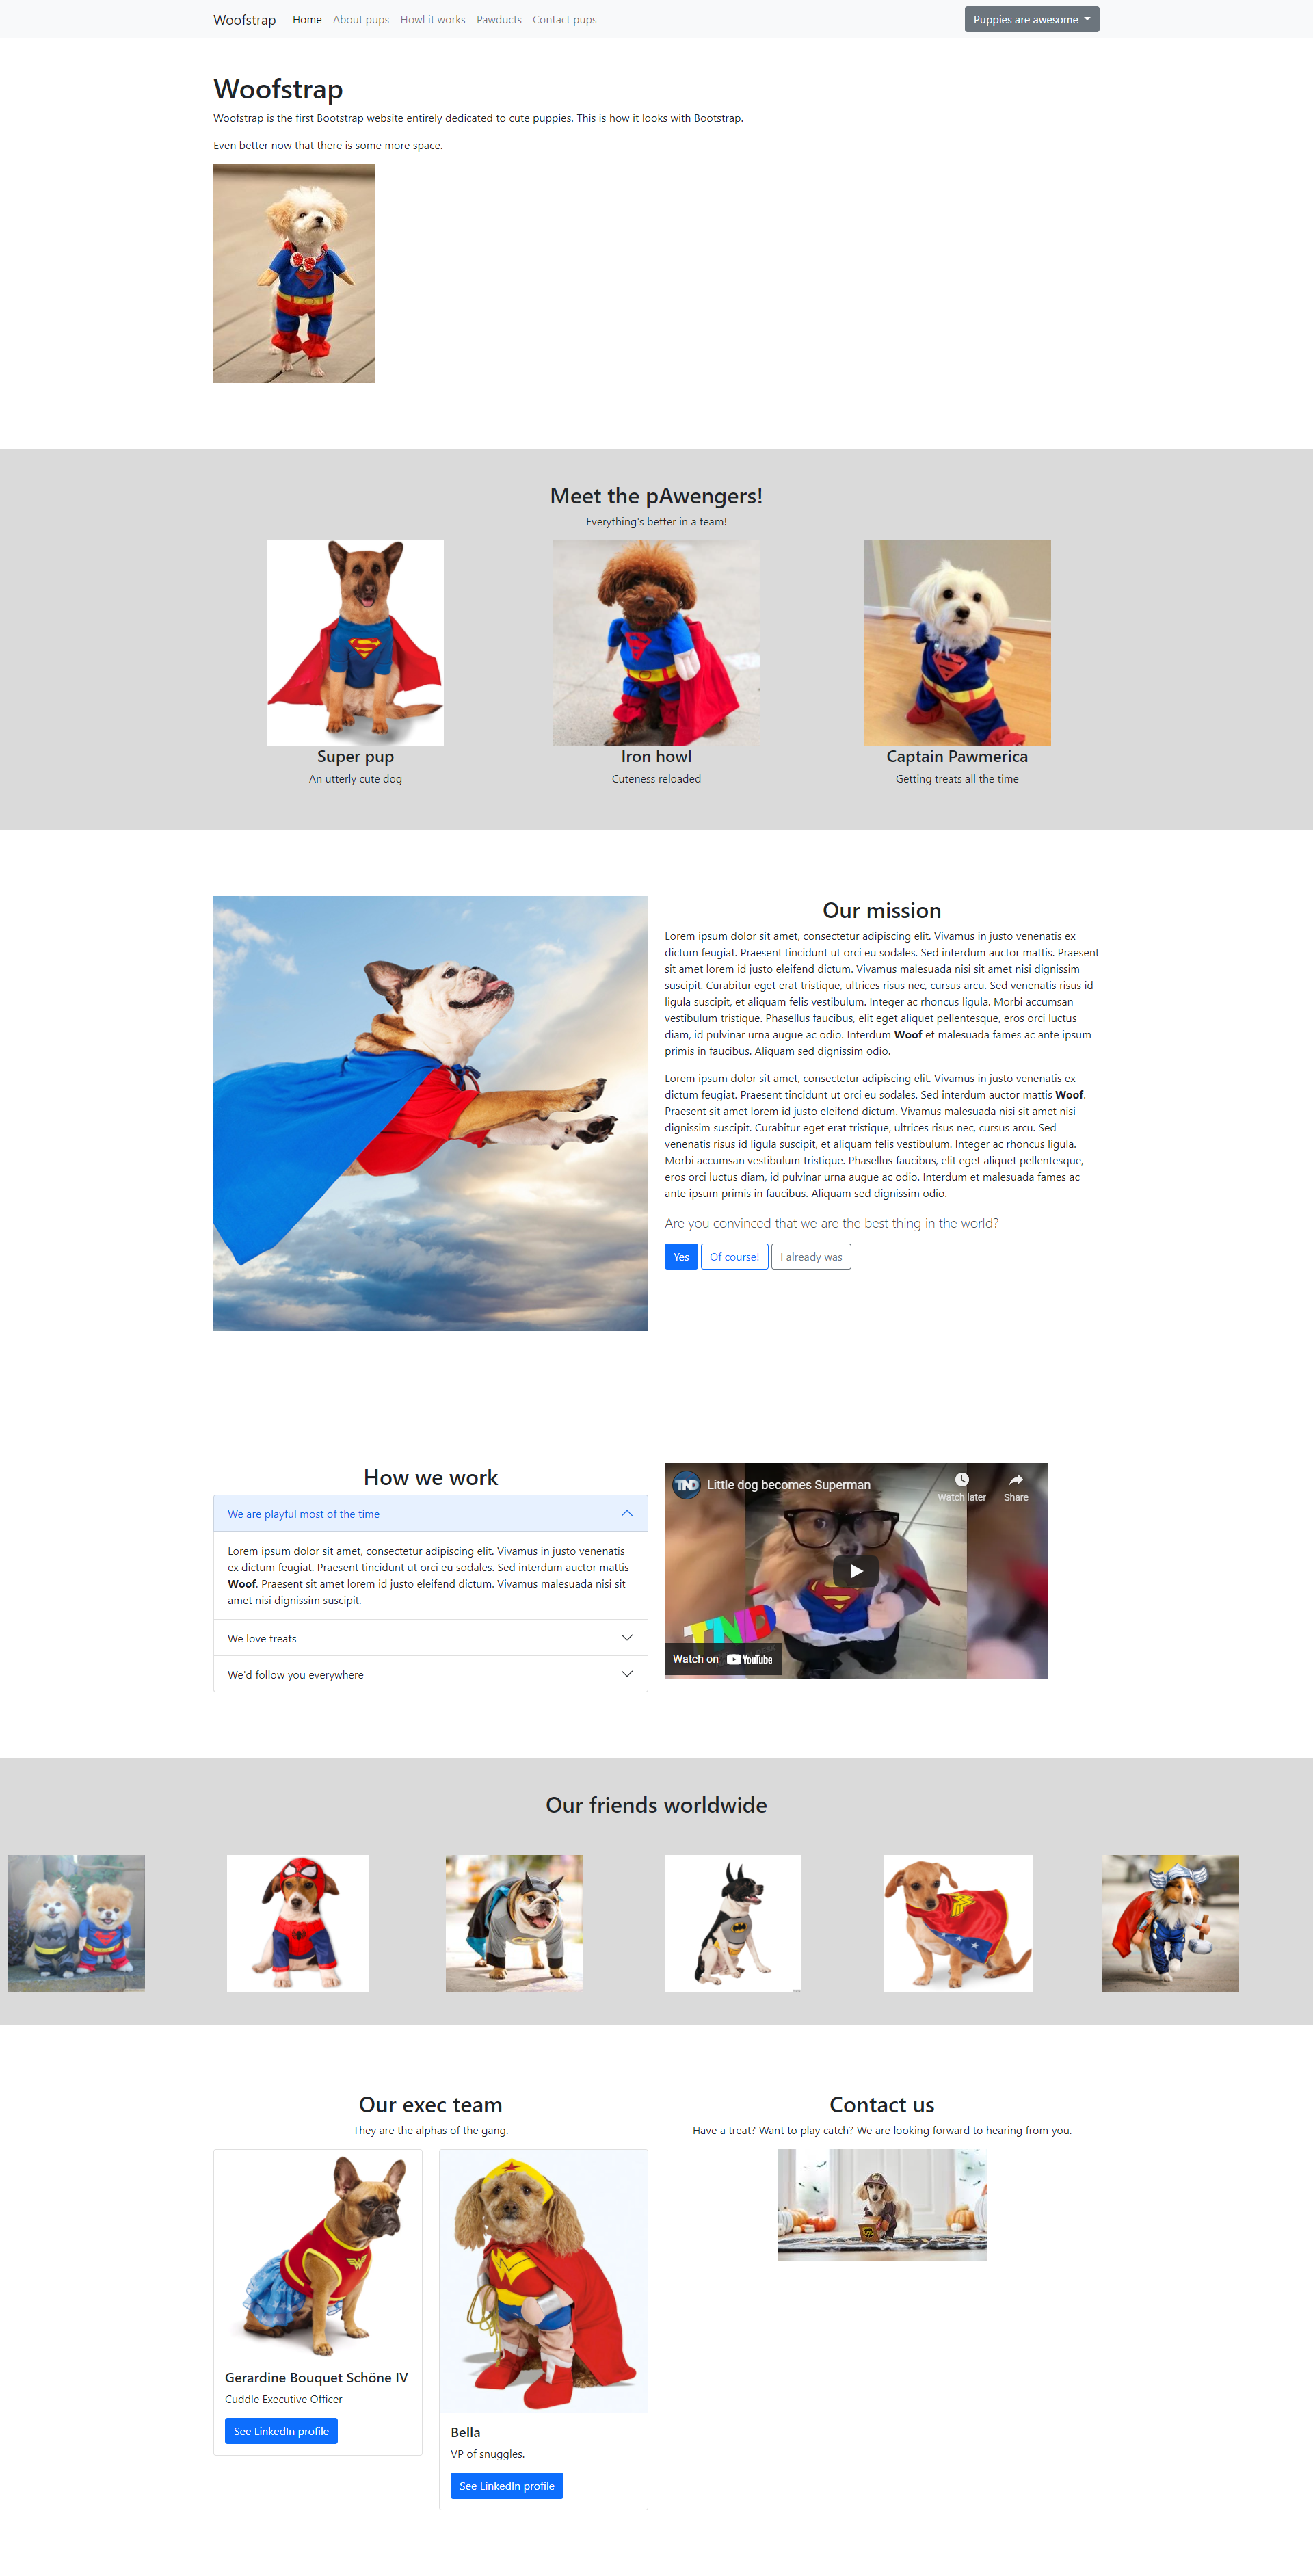 Woofstrap Home About pups Howl it works Pawducts Contact pups Puppies are awesome
Woofstrap
Woofstrap is the first Bootstrap website entirely dedicated to cute puppies. This is how it looks with Bootstrap.
Even better now that there is some more space.
Meet the pAwengers!
Everything's better in a team!
Super pup
An utterly cute dog
Iron howl
Cuteness reloaded
Captain Pawmerica
Getting treats all the time
Our mission
Lorem ipsum dolor sit amet, consectetur adipiscing elit. Vivamus in justo venenatis ex
dictum feugiat. Praesent tincidunt ut orci eu sodales. Sed interdum auctor mattis. Praesent
sit amet lorem id justo eleifend dictum. Vivamus malesuada nisi sit amet nisi dignissim
suscipit. Curabitur eget erat tristique, ultrices risus nec, cursus arcu. Sed venenatis risus id
ligula suscipit, et aliquam felis vestibulum. Integer ac rhoncus ligula. Morbi accumsan
vestibulum tristique. Phasellus faucibus, elit eget aliquet pellentesque, eros orci luctus
diam, id pulvinar urna augue ac odio. Interdum Woof et malesuada fames ac ante ipsum
primis in faucibus. Aliquam sed dignissim odio.
Lorem ipsum dolor sit amet, consectetur adipiscing elit. Vivamus in justo venenatis ex
dictum feugiat. Praesent tincidunt ut orci eu sodales. Sed interdum auctor mattis Woof.
Praesent sit amet lorem id justo eleifend dictum. Vivamus malesuada nisi sit amet nisi
dignissim suscipit. Curabitur eget erat tristique, ultrices risus nec, cursus arcu. Sed
venenatis risus id ligula suscipit, et aliquam felis vestibulum. Integer ac rhoncus ligula.
Morbi accumsan vestibulum tristique. Phasellus faucibus, elit eget aliquet pellentesque,
eros orci luctus diam, id pulvinar urna augue ac odio. Interdum et malesuada fames ac
ante ipsum primis in faucibus. Aliquam sed dignissim odio.
Are you convinced that we are the best thing in the world?
Yes Of course! I already was
How we work
We are playful most of the time
Lorem ipsum dolor sit amet, consectetur adipiscing elit. Vivamus in justo venenatis
ex dictum feugiat. Praesent tincidunt ut orci eu sodales. Sed interdum auctor mattis
Woof. Praesent sit amet lorem id justo eleifend dictum. Vivamus malesuada nisi sit
amet nisi dignissim suscipit.
We love treats
We'd follow you everywhere
TND Little dog becomes Superman
Watch later Share
TND
Watch on YouTube
Our friends worldwide
Our exec team
They are the alphas of the gang.
Gerardine Bouquet Schöne IV
Cuddle Executive Officer
See LinkedIn profile
Bella
VP of snuggles.
See LinkedIn profile
Contact us
Have a treat? Want to play catch? We are looking forward to hearing from you.